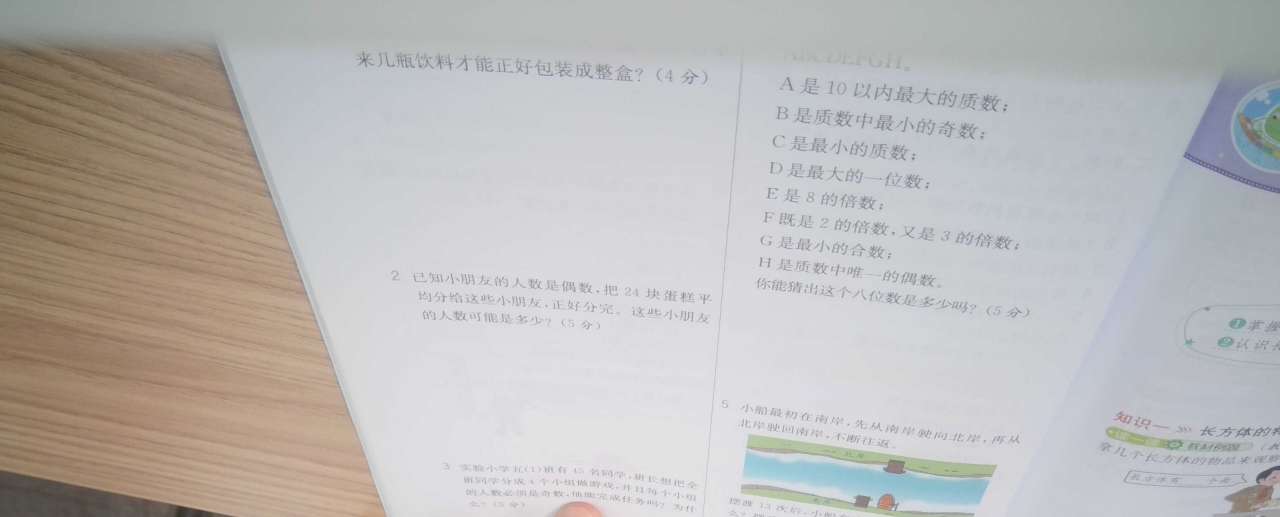 来几瓶饮料才能正好包装成整盒?(4分)
2 已知小朋友的人数是偶数,把 24 块蛋糕平
均分给这些小朋友,正好分完。这些小朋友
的人数可能是多少?(5分)
3 实验小学五(1)班有 45 名同学,班长想把全
班同学分成 4 个小组做游戏,并且每个小组
的人数必须是奇数,他能完成任务吗?为什
么?(5分)
ABCDEFGH。
A 是 10 以内最大的质数;
B 是质数中最小的奇数;
C 是最小的质数;
D 是最大的一位数;
E 是 8 的倍数;
F 既是 2 的倍数,又是 3 的倍数;
G 是最小的合数;
H 是质数中唯一的偶数。
你能猜出这个八位数是多少吗?(5分)
5 小船最初在南岸,先从南岸驶向北岸,再从
北岸驶回南岸,不断往返。
北岸
南岸
摆渡 13 次后,小船
❶掌握
❷认识长
知识一 长方体的特
教材例题
拿几个长方体的物品来观察
长方体有